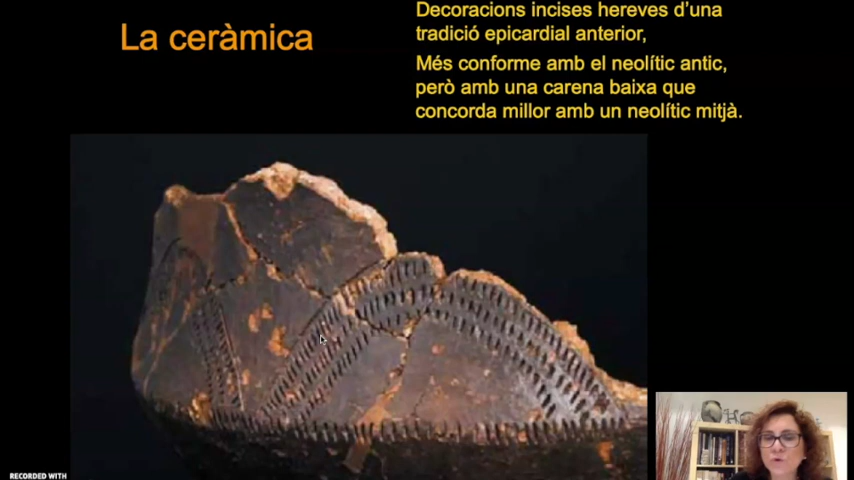 La ceràmica
Decoracions incises hereves d'una
tradició epicardial anterior,
Més conforme amb el neolític antic,
però amb una carena baixa que
concorda millor amb un neolític mitjà.
RECORDED WITH